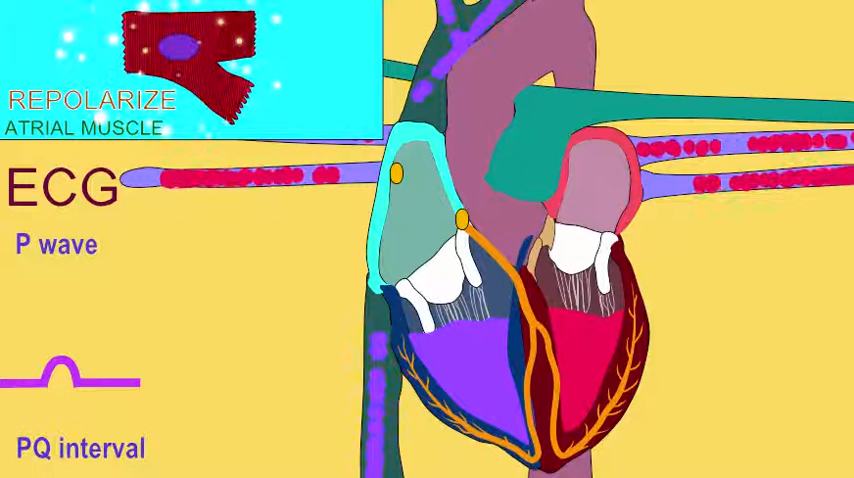 REPOLARIZE
ATRIAL MUSCLE
ECG
P wave
PQ interval